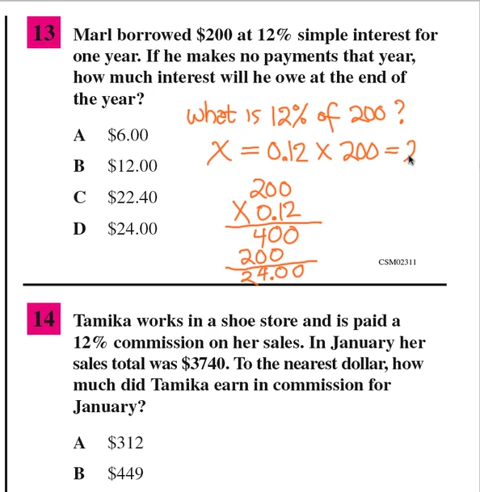 13 Marl borrowed $200 at 12% simple interest for
one year. If he makes no payments that year,
how much interest will he owe at the end of
the year?
What is 12% of 200?
A $6.00
X = 0.12 X 200 = ?
B $12.00
C $22.40
200
X 0.12
D $24.00
400
200
24.00
CSM02311
14 Tamika works in a shoe store and is paid a
12% commission on her sales. In January her
sales total was $3740. To the nearest dollar, how
much did Tamika earn in commission for
January?
A $312
B $449